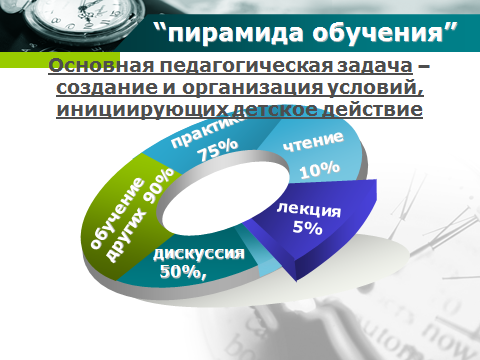 “пирамида обучения”
Основная педагогическая задача –
создание и организация условий,
инициирующих детское действие
практика
75%
чтение
10%
лекция
5%
дискуссия
50%,
обучение
других 90%